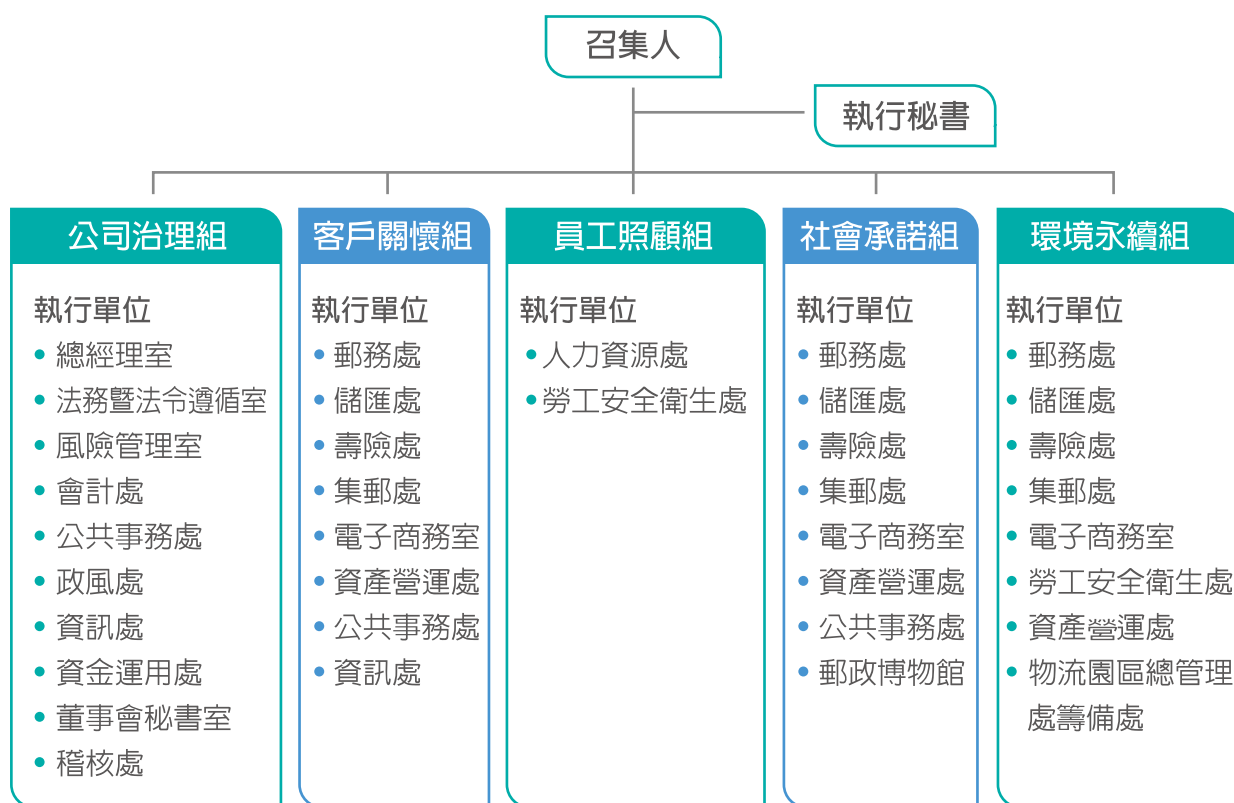 召集人
執行秘書
公司治理組
執行單位
• 總經理室
• 法務暨法令遵循室
• 風險管理室
• 會計處
• 公共事務處
• 政風處
• 資訊處
• 資金運用處
• 董事會秘書室
• 稽核處
客戶關懷組
執行單位
• 郵務處
• 儲匯處
• 壽險處
• 集郵處
• 電子商務室
• 資產營運處
• 公共事務處
• 資訊處
員工照顧組
執行單位
• 人力資源處
• 勞工安全衛生處
社會承諾組
執行單位
• 郵務處
• 儲匯處
• 壽險處
• 集郵處
• 電子商務室
• 資產營運處
• 公共事務處
• 郵政博物館
環境永續組
執行單位
• 郵務處
• 儲匯處
• 壽險處
• 集郵處
• 電子商務室
• 勞工安全衛生處
• 資產營運處
• 物流園區總管理
處籌備處